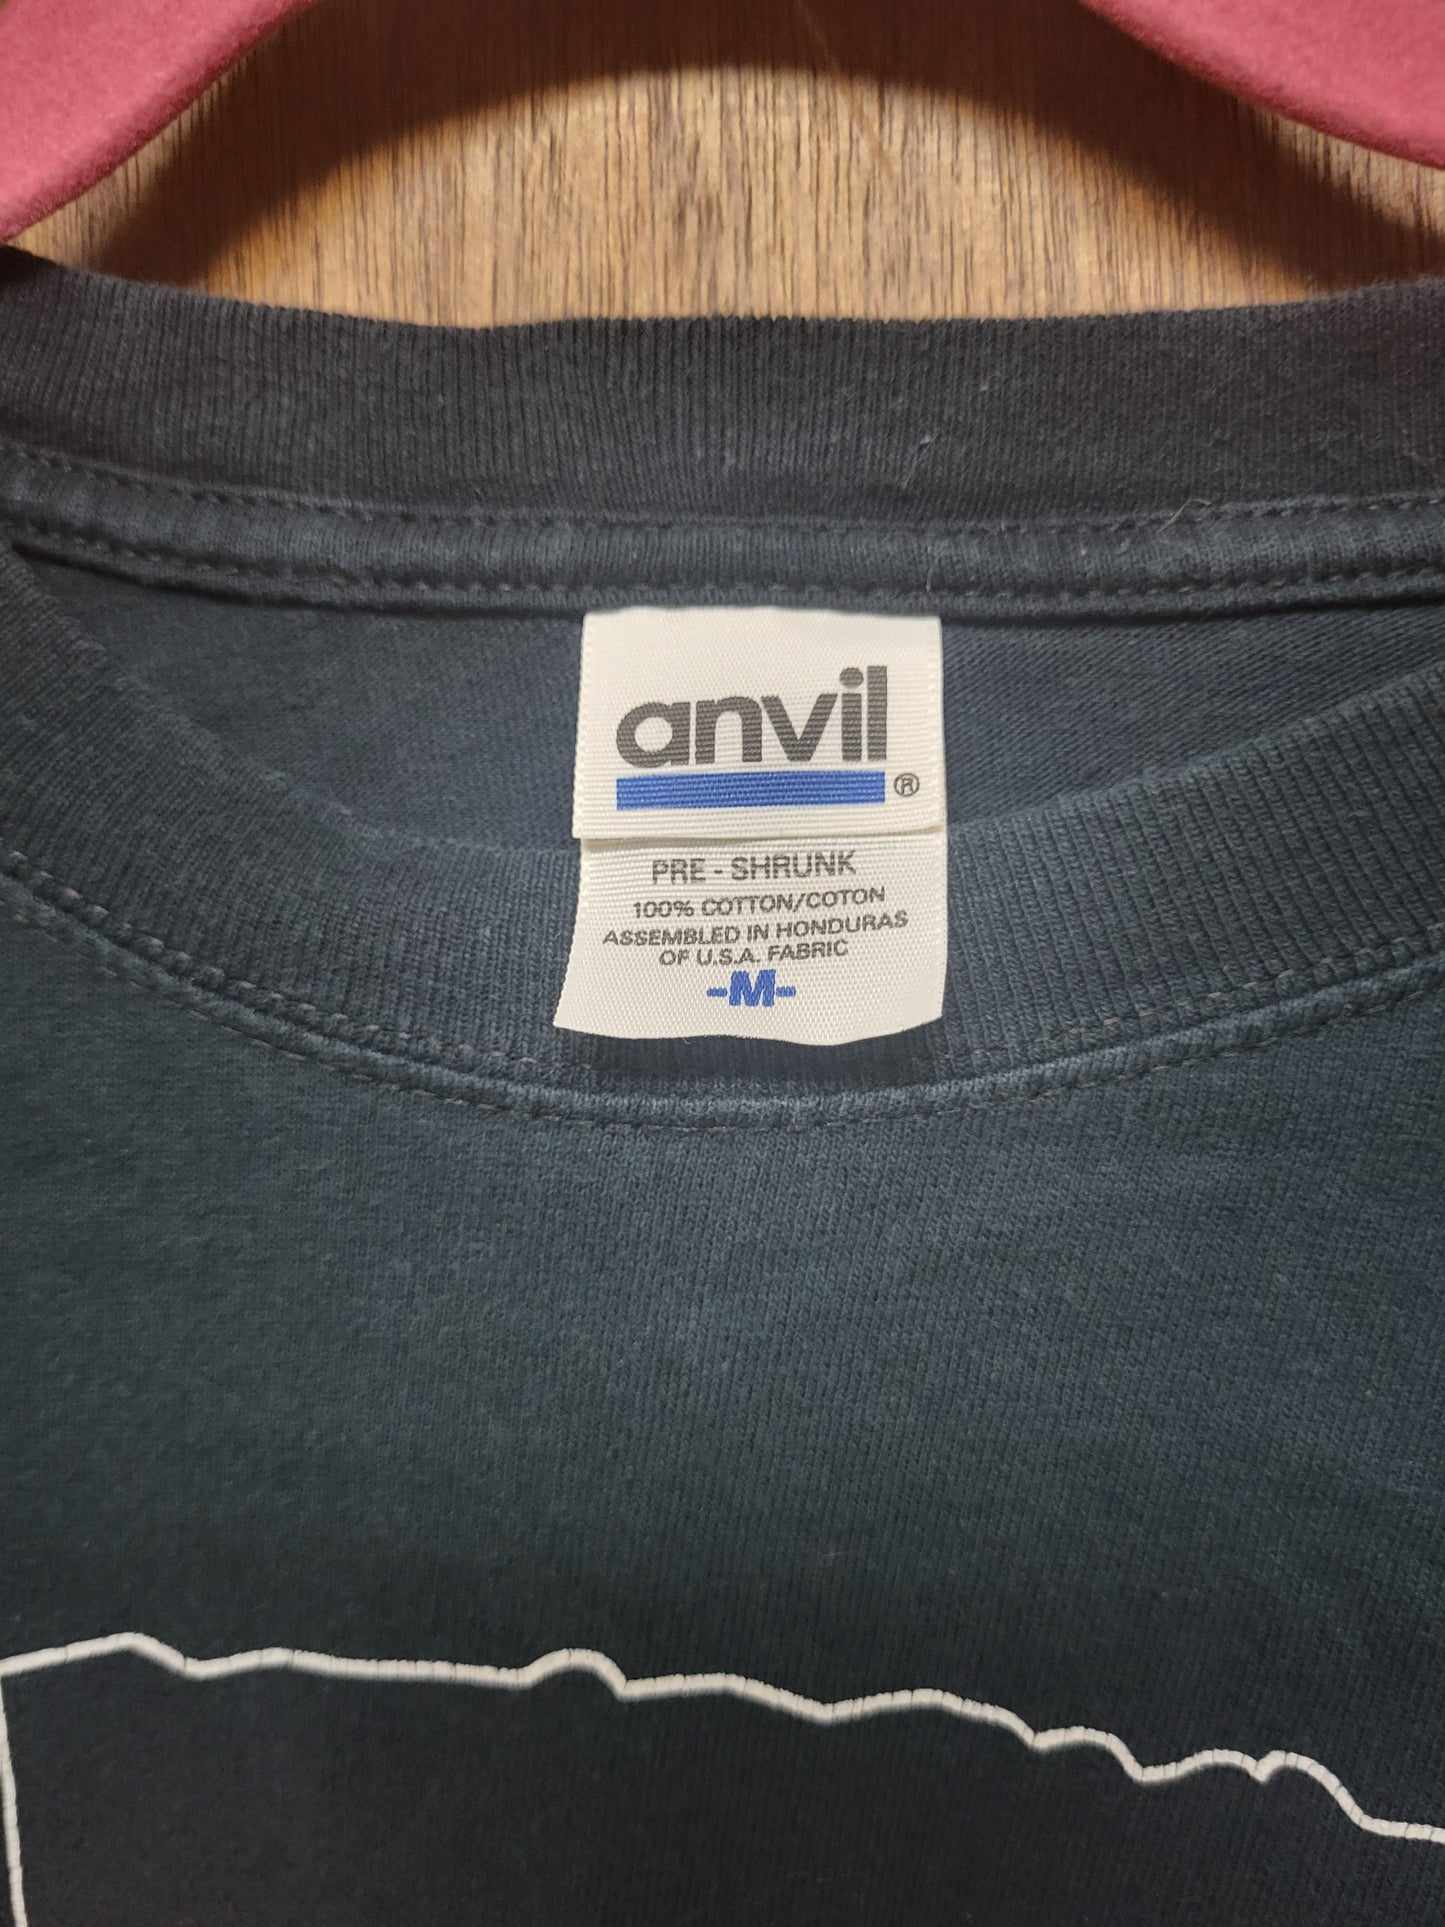 anvil
®
PRE - SHRUNK
100% COTTON/COTON
ASSEMBLED IN HONDURAS
OF U.S.A. FABRIC
-M-